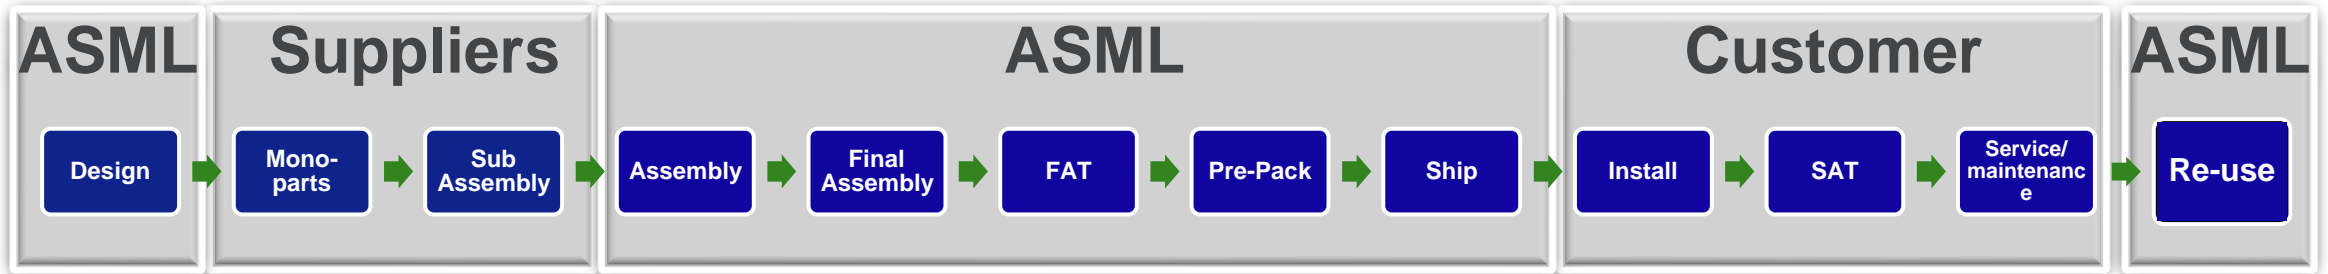 ASML
Suppliers
ASML
Customer
ASML
Design
Mono-
parts
Sub
Assembly
Assembly
Final
Assembly
FAT
Pre-Pack
Ship
Install
SAT
Service/
maintenanc
e
Re-use